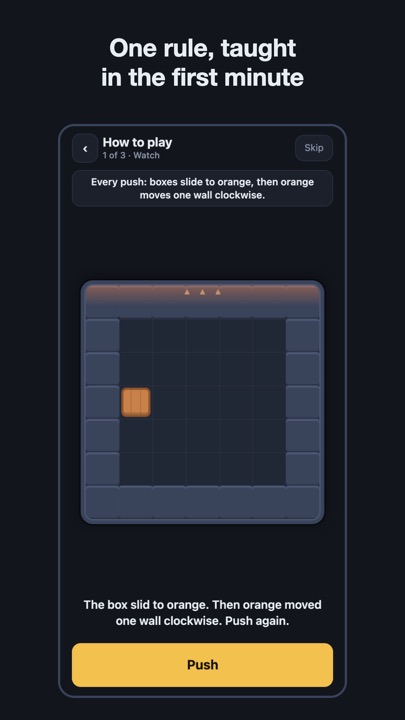 One rule, taught
in the first minute
‹
How to play
1 of 3 · Watch
Skip
Every push: boxes slide to orange, then orange
moves one wall clockwise.
▲ ▲ ▲
The box slid to orange. Then orange moved
one wall clockwise. Push again.
Push